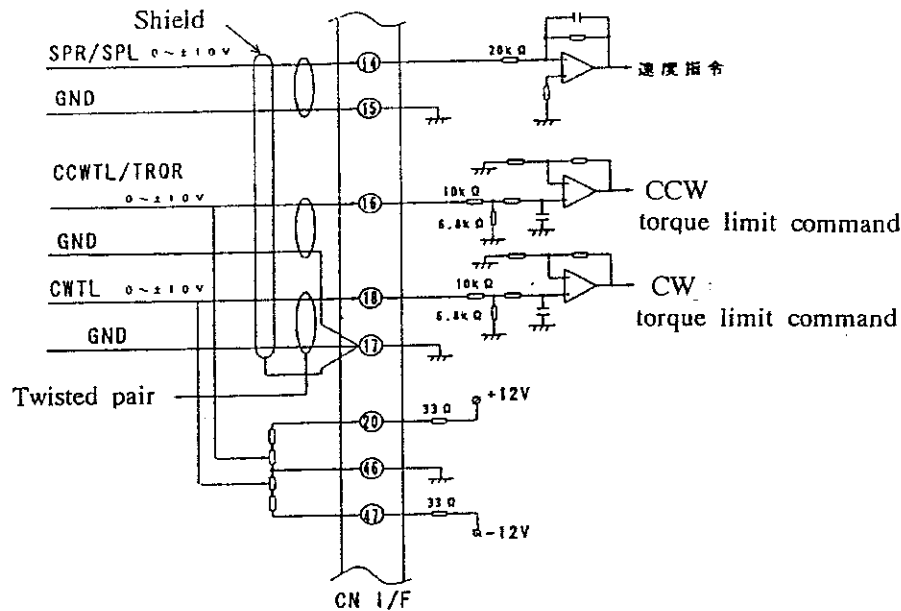 Shield
SPR/SPL 0~±10V
14
20kΩ
速度指令
GND
15
CCWTL/TROR
0~±10V
16
10kΩ
6.8kΩ
CCW
torque limit command
GND
CWTL 0~±10V
18
10kΩ
6.8kΩ
CW
torque limit command
GND
17
Twisted pair
20
33Ω
+12V
46
47
33Ω
-12V
CN I/F